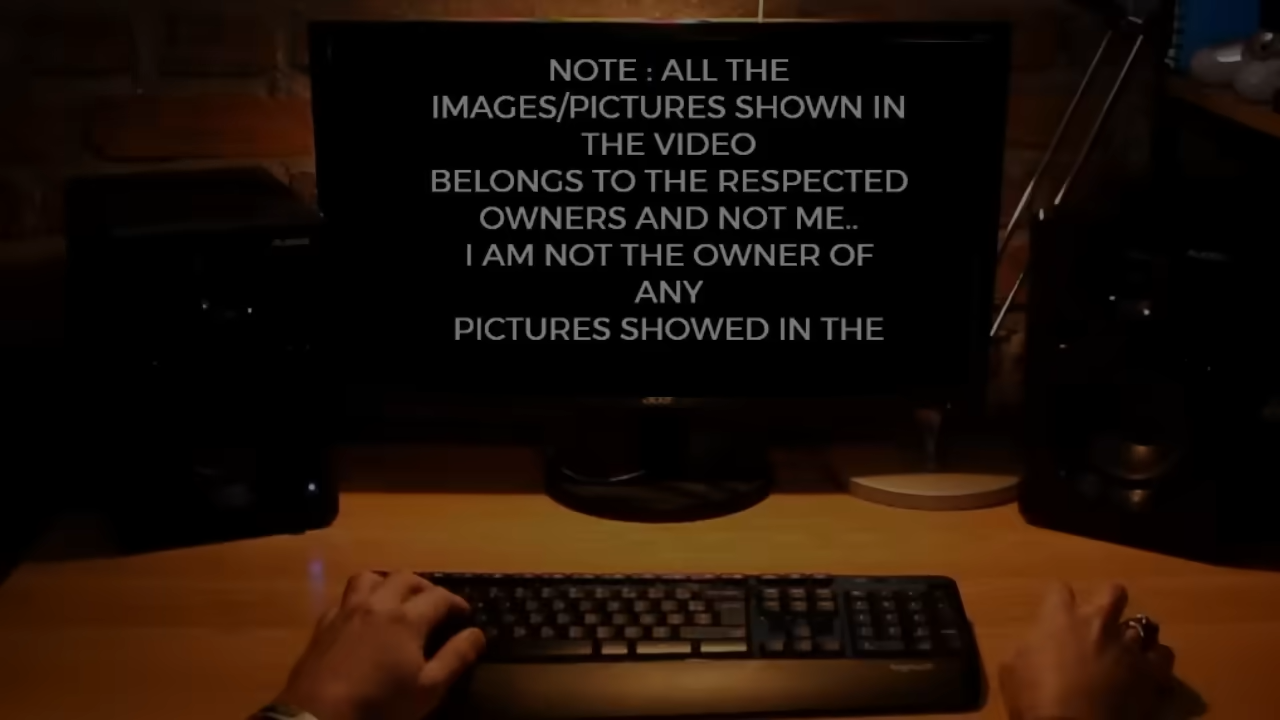 NOTE : ALL THE
IMAGES/PICTURES SHOWN IN
THE VIDEO
BELONGS TO THE RESPECTED
OWNERS AND NOT ME..
I AM NOT THE OWNER OF
ANY
PICTURES SHOWED IN THE
acer